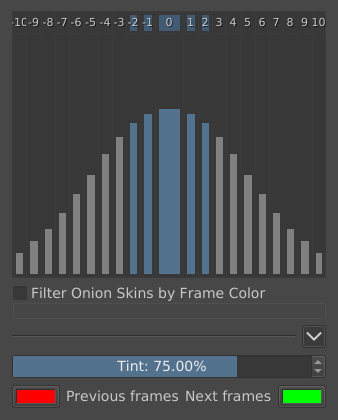 -10 -9 -8 -7 -6 -5 -4 -3 -2 -1 0 1 2 3 4 5 6 7 8 9 10
Filter Onion Skins by Frame Color
Tint: 75.00%
Previous frames Next frames